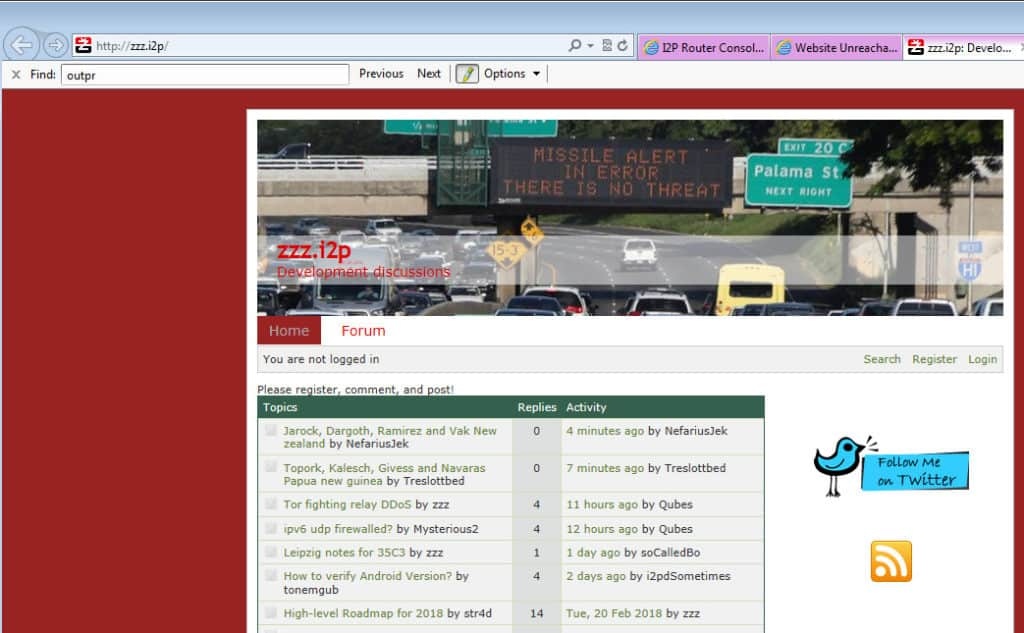 http://zzz.i2p/
I2P Router Consol...
Website Unreacha...
zzz.i2p: Develo...
Find: outpr Previous Next Options
MISSILE ALERT
IN ERROR
THERE IS NO THREAT
EXIT 20 C
Palama St
NEXT RIGHT
15-3
WEST
HI
zzz.i2p
Development discussions
Home Forum
You are not logged in Search Register Login
Please register, comment, and post!
Topics Replies Activity
Jarock, Dargoth, Ramirez and Vak New 0 4 minutes ago by NefariusJek
zealand by NefariusJek
Topork, Kalesch, Givess and Navaras 0 7 minutes ago by Treslottbed
Papua new guinea by Treslottbed
Tor fighting relay DDoS by zzz 4 11 hours ago by Qubes
ipv6 udp firewalled? by Mysterious2 4 12 hours ago by Qubes
Leipzig notes for 35C3 by zzz 1 1 day ago by soCalledBo
How to verify Android Version? by 4 2 days ago by i2pdSometimes
tonemgub
High-level Roadmap for 2018 by str4d 14 Tue, 20 Feb 2018 by zzz
Follow Me
on TWitter